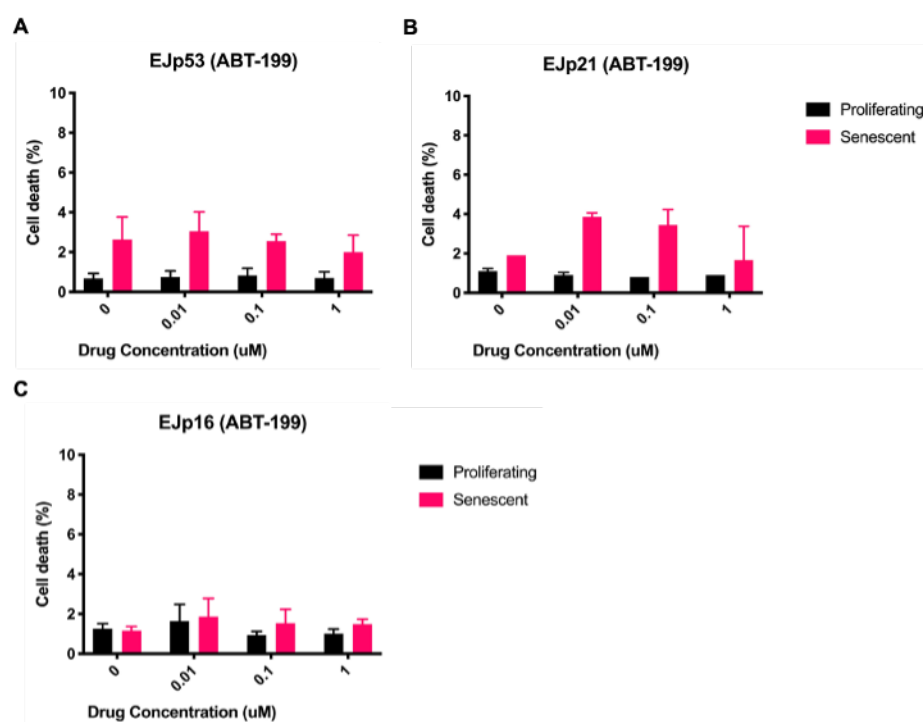 A
EJp53 (ABT-199)
10
8
6
4
2
0
Cell death (%)
0
0.01
0.1
1
Drug Concentration (uM)
B
EJp21 (ABT-199)
10
8
6
4
2
0
Cell death (%)
0
0.01
0.1
1
Drug Concentration (uM)
Proliferating
Senescent
C
EJp16 (ABT-199)
10
8
6
4
2
0
Cell death (%)
0
0.01
0.1
1
Drug Concentration (uM)
Proliferating
Senescent